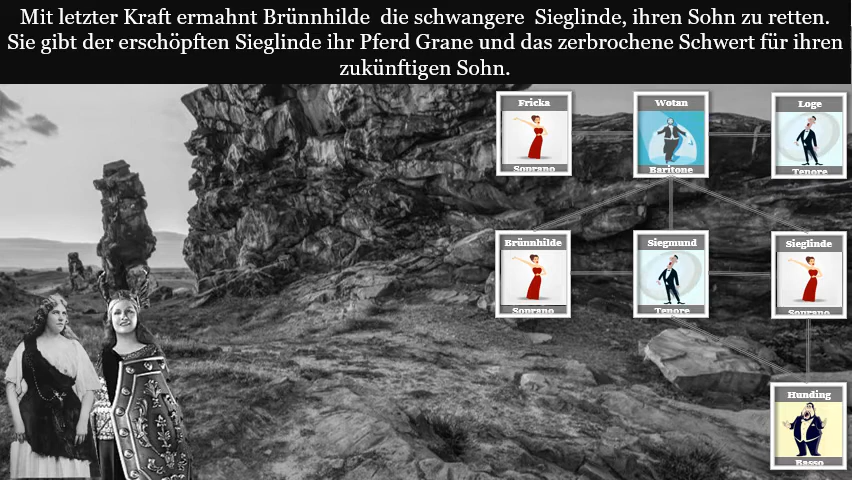 Mit letzter Kraft ermahnt Brünnhilde  die schwangere  Sieglinde, ihren Sohn zu retten.
Sie gibt der erschöpften Sieglinde ihr Pferd Grane und das zerbrochene Schwert für ihren
zukünftigen Sohn.
Fricka
Soprano
Wotan
Baritone
Loge
Tenore
Brünnhilde
Soprano
Siegmund
Tenore
Sieglinde
Soprano
Hunding
Basso